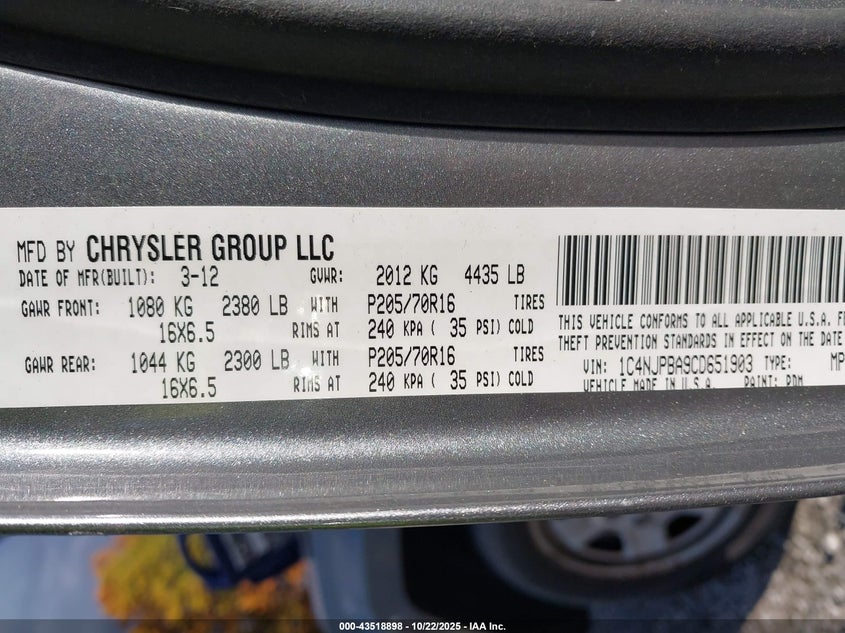 MFD BY CHRYSLER GROUP LLC
DATE OF MFR(BUILT): 3-12 GVWR: 2012 KG 4435 LB
GAWR FRONT: 1080 KG 2380 LB WITH P205/70R16 TIRES
16X6.5 RIMS AT 240 KPA ( 35 PSI) COLD
GAWR REAR: 1044 KG 2300 LB WITH P205/70R16 TIRES
16X6.5 RIMS AT 240 KPA ( 35 PSI) COLD
THIS VEHICLE CONFORMS TO ALL APPLICABLE U.S.A. FE
THEFT PREVENTION STANDARDS IN EFFECT ON THE DATE
VIN: 1C4NJPBA9CD651903 TYPE: MP
VEHICLE MADE IN U.S.A PAINT: PDM
000-43518898 - 10/22/2025 - IAA Inc.